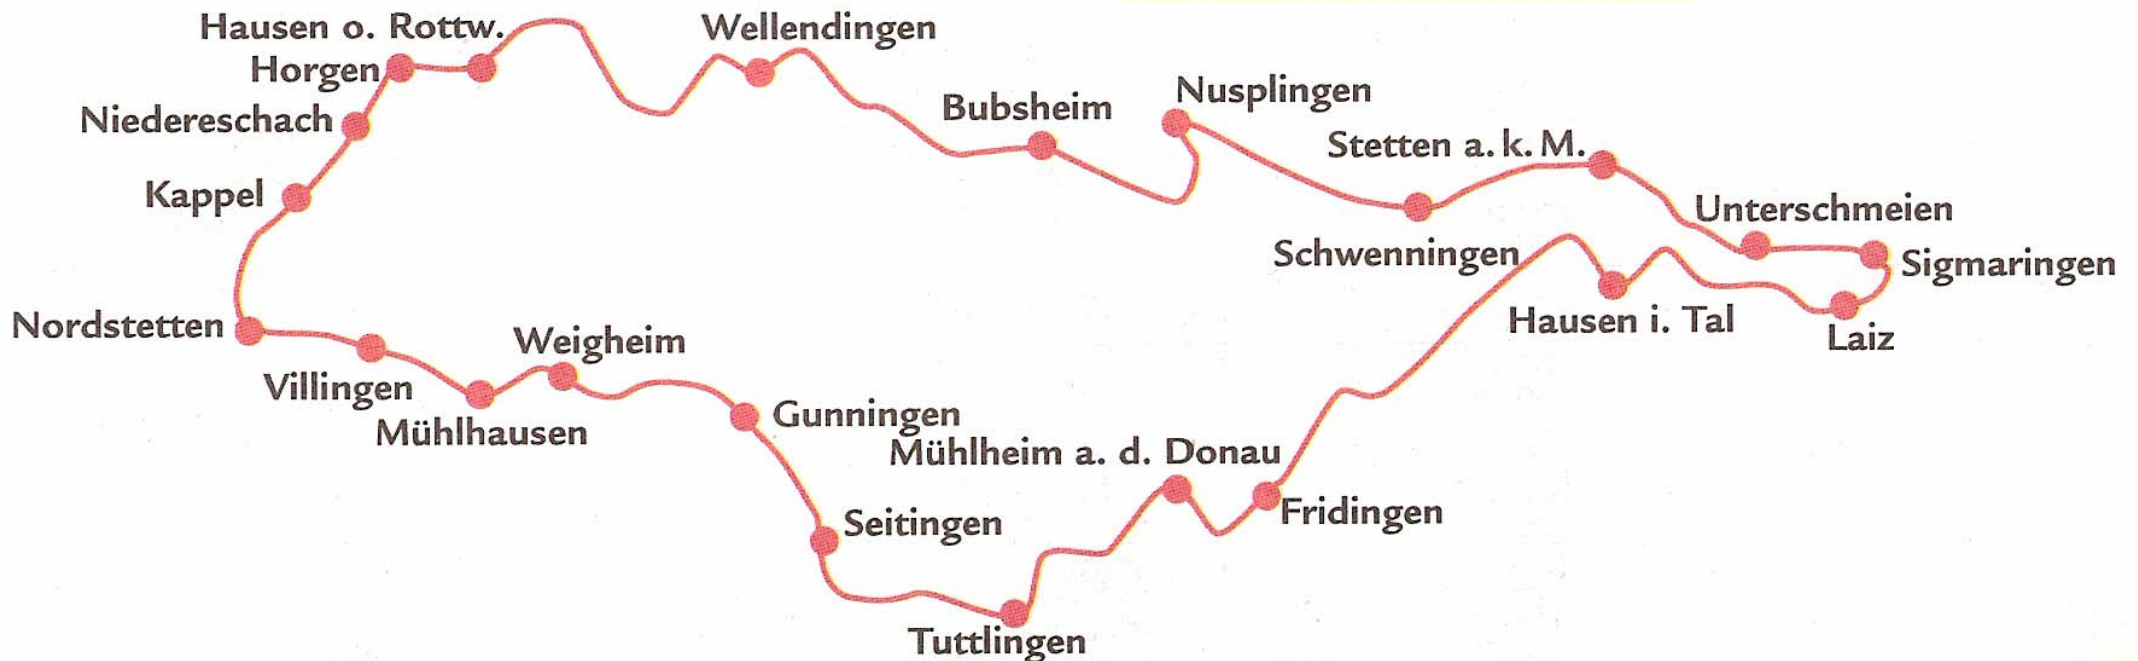 Hausen o. Rottw.
Wellendingen
Horgen
Nusplingen
Bubsheim
Niedereschach
Stetten a. k. M.
Kappel
Unterschmeien
Schwenningen
Sigmaringen
Hausen i. Tal
Nordstetten
Laiz
Weigheim
Villingen
Gunningen
Mühlhausen
Mühlheim a. d. Donau
Fridingen
Seitingen
Tuttlingen